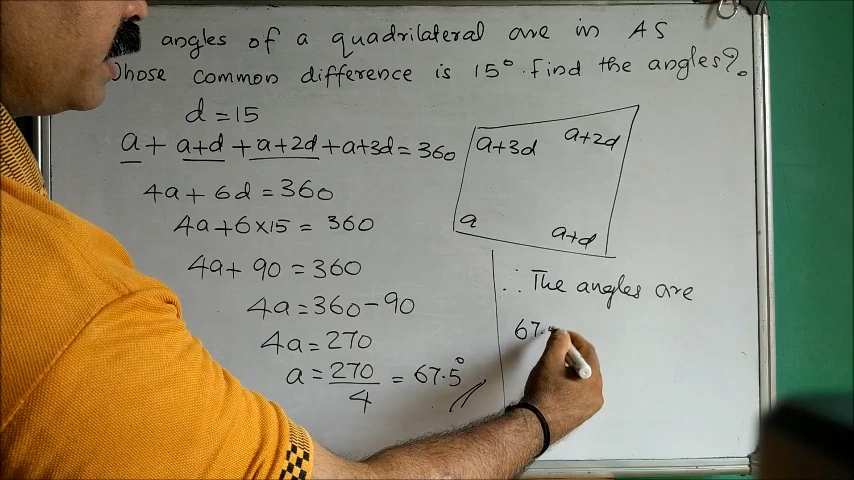 angles of a quadrilateral are in AS
Whose common difference is 15°. Find the angles?.
d = 15
a + a+d + a+2d + a+3d = 360
4a + 6d = 360
4a + 6 × 15 = 360
4a + 90 = 360
4a = 360 - 90
4a = 270
a = 270/4 = 67.5°
a+3d a+2d
a a+d
∴ The angles are
67.